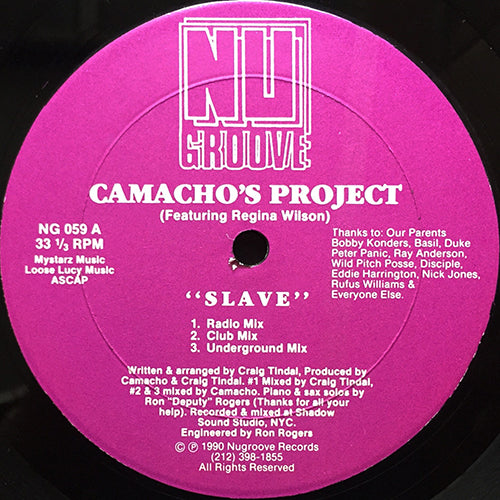 NU
GROOVE
CAMACHO'S PROJECT
(Featuring Regina Wilson)
NG 059 A
33 1/3 RPM
Mystarz Music
Loose Lucy Music
ASCAP
Thanks to: Our Parents
Bobby Konders, Basil, Duke
Peter Panic, Ray Anderson,
Wild Pitch Posse, Disciple,
Eddie Harrington, Nick Jones,
Rufus Williams &
Everyone Else.
"SLAVE"
1. Radio Mix
2. Club Mix
3. Underground Mix
Written & arranged by Craig Tindal, Produced by
Camacho & Craig Tindal. #1 Mixed by Craig Tindal,
#2 & 3 mixed by Camacho. Piano & sax solos by
Ron "Deputy" Rogers (Thanks for all your
help). Recorded & mixed at Shadow
Sound Studio, NYC.
Engineered by Ron Rogers
© ℗ 1990 Nugroove Records
(212) 398-1855
All Rights Reserved